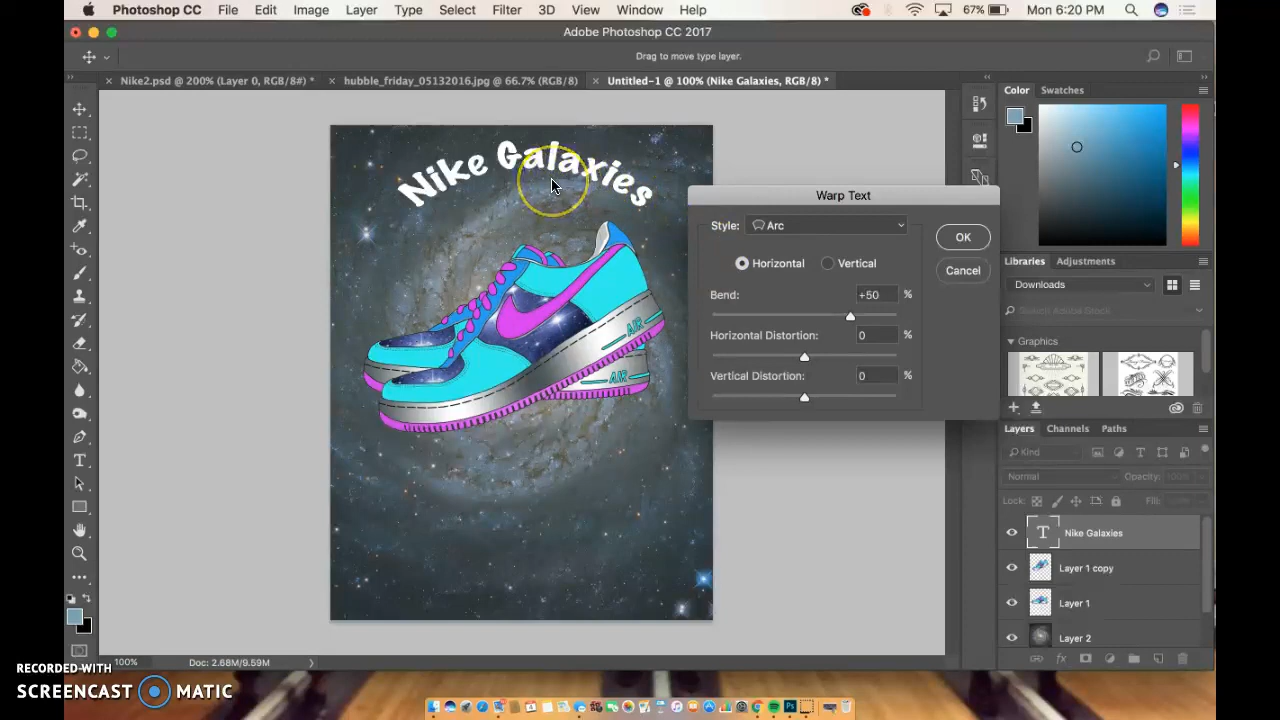 Photoshop CC File Edit Image Layer Type Select Filter 3D View Window Help 67% Mon 6:20 PM
Adobe Photoshop CC 2017
Drag to move type layer.
Nike2.psd @ 200% (Layer 0, RGB/8#) *
hubble_friday_05132016.jpg @ 66.7% (RGB/8)
Untitled-1 @ 100% (Nike Galaxies, RGB/8) *
Color Swatches
Nike Galaxies
AIR
AIR
Warp Text
Style: Arc
OK
Horizontal Vertical
Cancel
Bend: +50 %
Horizontal Distortion: 0 %
Vertical Distortion: 0 %
Libraries Adjustments
Downloads
Search Adobe Stock
Graphics
Layers Channels Paths
Kind
Normal Opacity: 100%
Lock: Fill:
T Nike Galaxies
Layer 1 copy
Layer 1
Layer 2
100% Doc: 2.68M/9.59M
RECORDED WITH
SCREENCAST MATIC